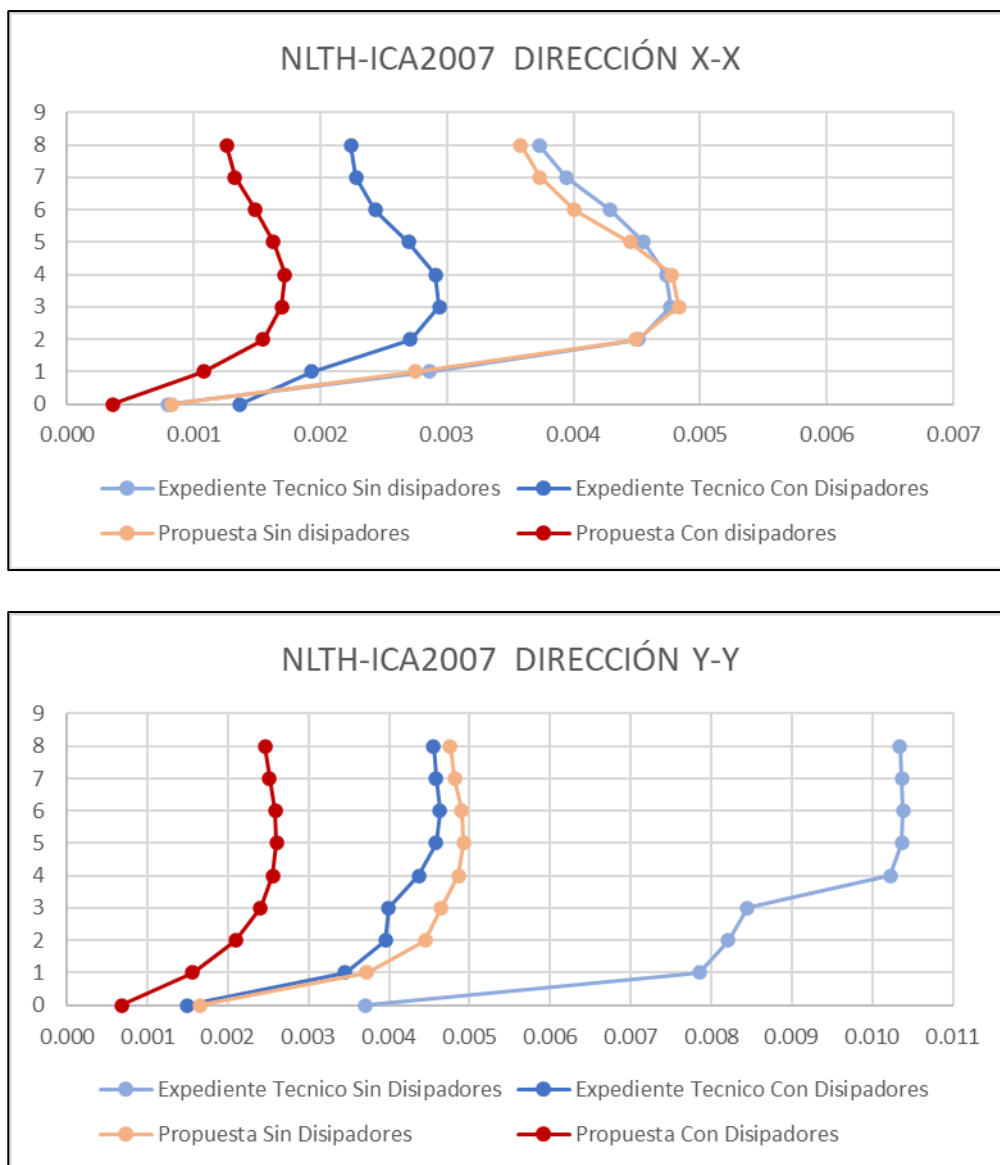 NLTH-ICA2007 DIRECCIÓN X-X
9
8
7
6
5
4
3
2
1
0
0.000 0.001 0.002 0.003 0.004 0.005 0.006 0.007
Expediente Tecnico Sin disipadores Expediente Tecnico Con Disipadores
Propuesta Sin disipadores Propuesta Con disipadores
NLTH-ICA2007 DIRECCIÓN Y-Y
9
8
7
6
5
4
3
2
1
0
0.000 0.001 0.002 0.003 0.004 0.005 0.006 0.007 0.008 0.009 0.010 0.011
Expediente Tecnico Sin Disipadores Expediente Tecnico Con Disipadores
Propuesta Sin Disipadores Propuesta Con Disipadores